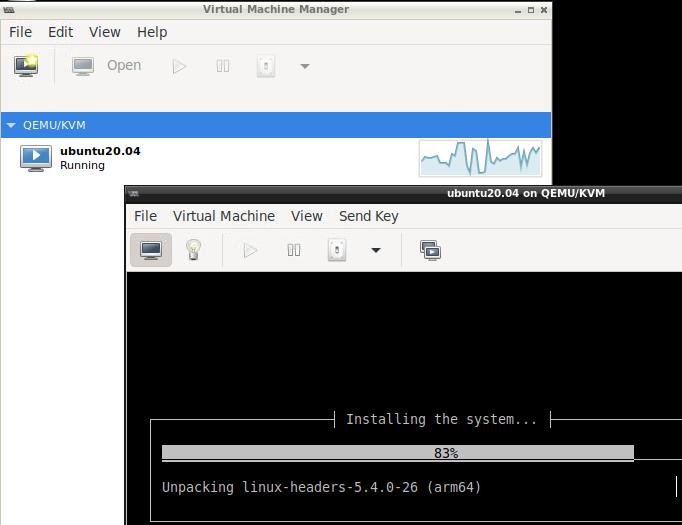 Virtual Machine Manager
File Edit View Help
Open
QEMU/KVM
ubuntu20.04
Running
ubuntu20.04 on QEMU/KVM
File Virtual Machine View Send Key
Installing the system...
83%
Unpacking linux-headers-5.4.0-26 (arm64)